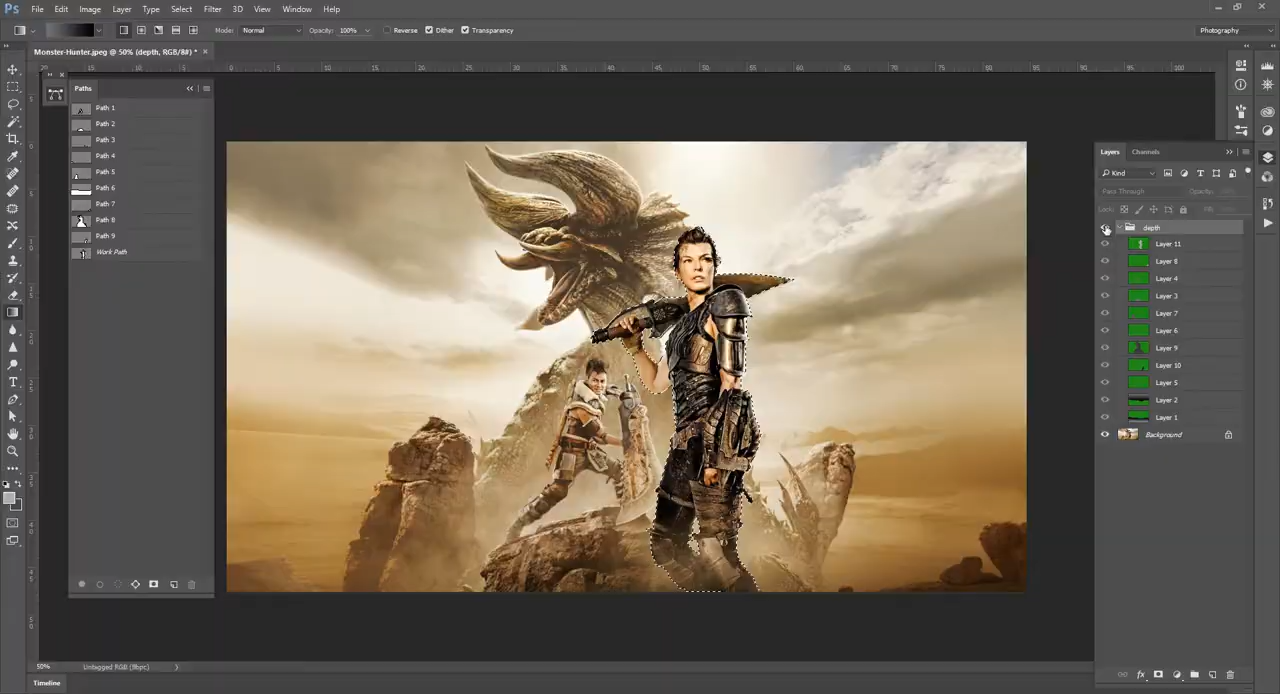 Ps File Edit Image Layer Type Select Filter 3D View Window Help
Mode: Normal Opacity: 100% Reverse Dither Transparency Photography
Monster-Hunter.jpeg @ 50% (depth, RGB/8#) *
Paths
Path 1
Path 2
Path 3
Path 4
Path 5
Path 6
Path 7
Path 8
Path 9
Work Path
Layers Channels
Kind
Pass Through Opacity:
Lock:
depth
Layer 11
Layer 8
Layer 4
Layer 3
Layer 7
Layer 6
Layer 9
Layer 10
Layer 5
Layer 2
Layer 1
Background
50% Untagged RGB (8bpc)
Timeline